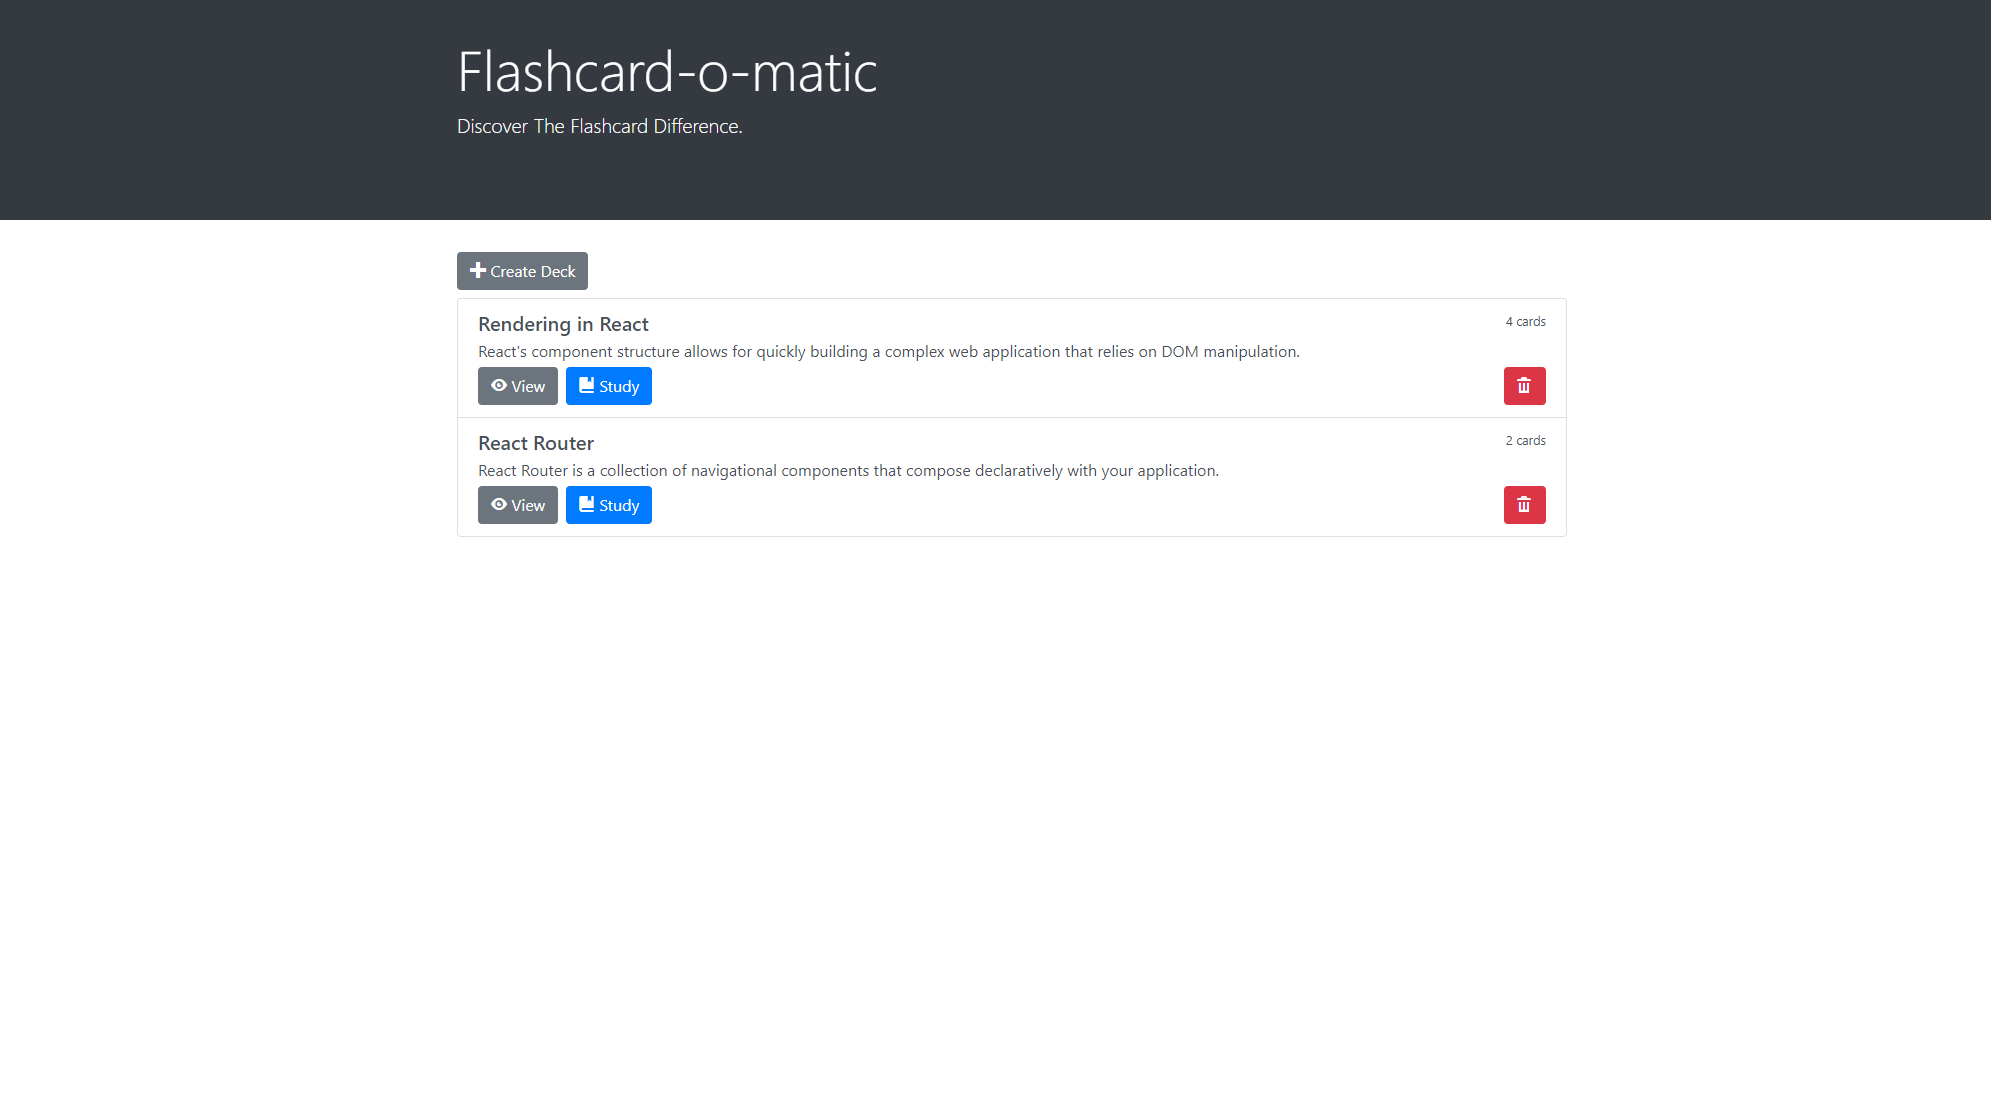 Flashcard-o-matic
Discover The Flashcard Difference.
Create Deck
Rendering in React
4 cards
React's component structure allows for quickly building a complex web application that relies on DOM manipulation.
View
Study
React Router
2 cards
React Router is a collection of navigational components that compose declaratively with your application.
View
Study